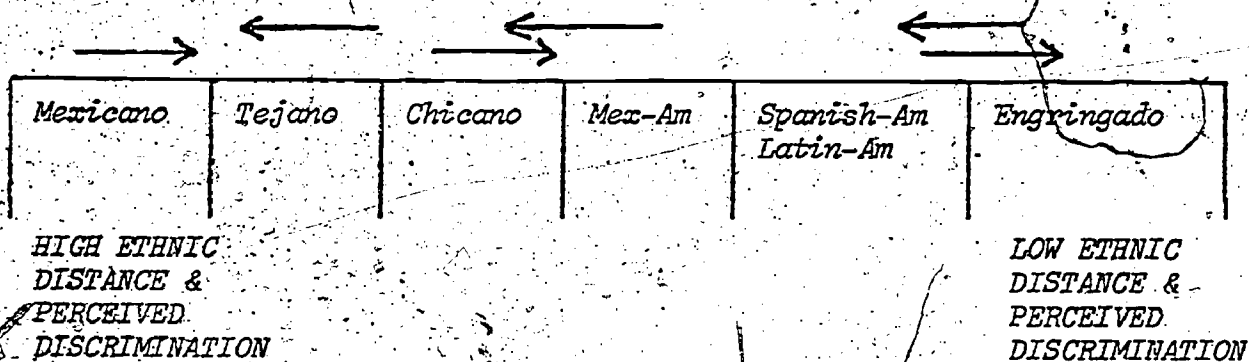 Mexicano Tejano Chicano Mex-Am Spanish-Am Engringado
Latin-Am
HIGH ETHNIC LOW ETHNIC
DISTANCE & DISTANCE &
PERCEIVED PERCEIVED
DISCRIMINATION DISCRIMINATION